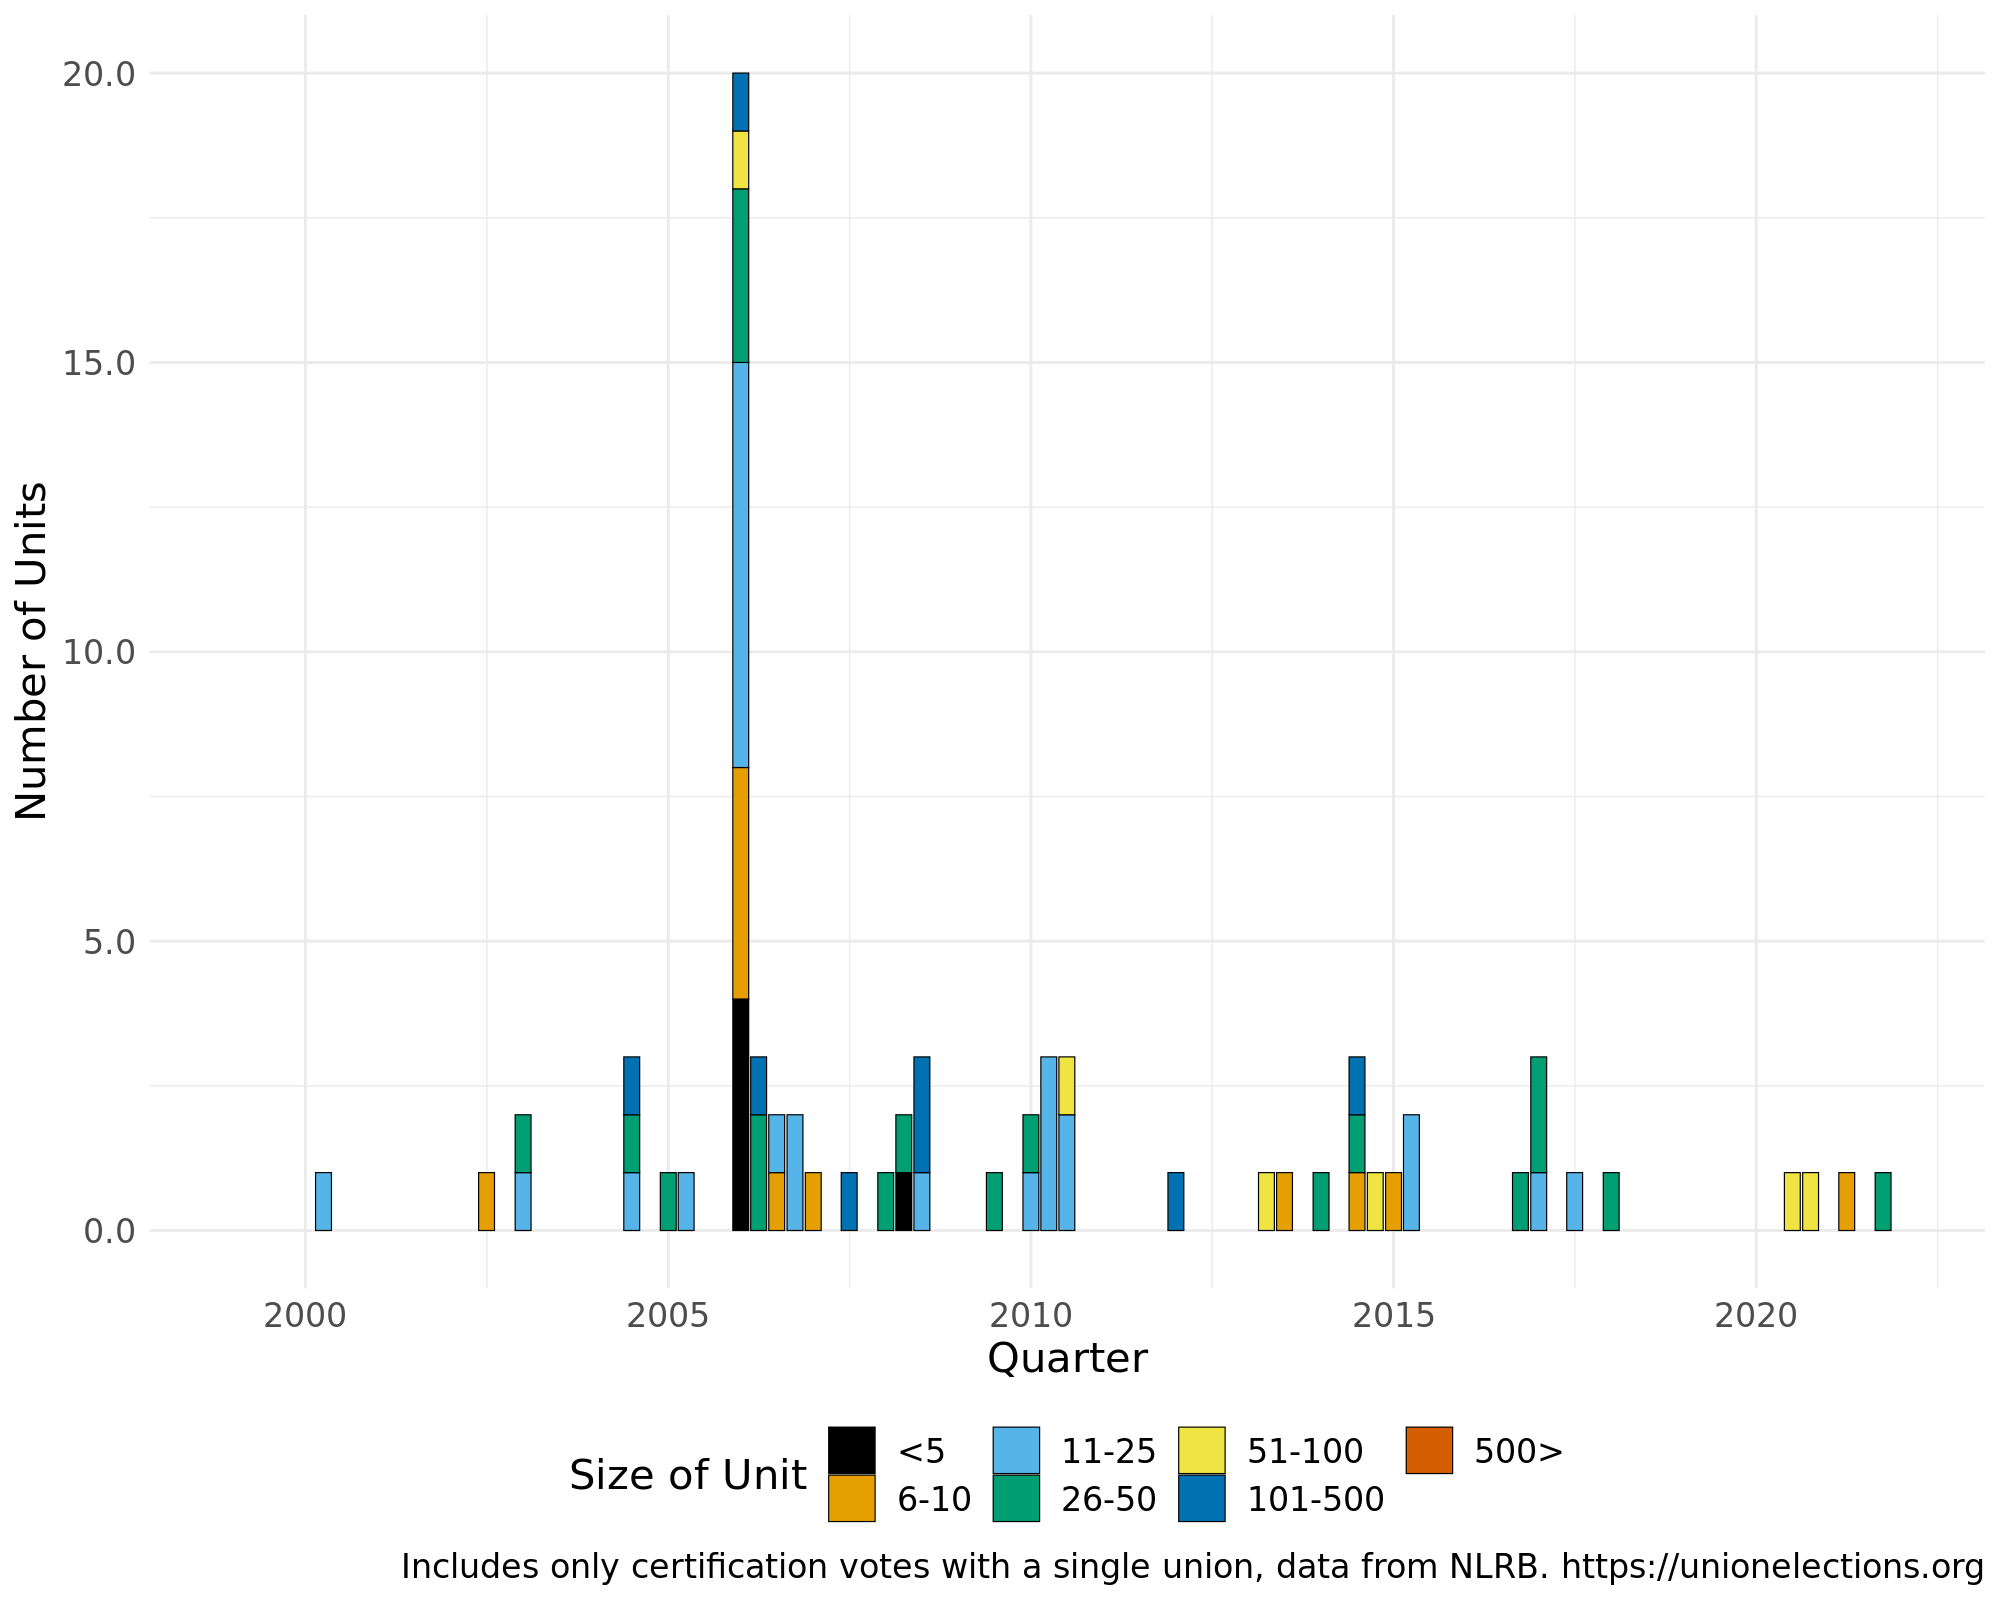 20.0
15.0
10.0
5.0
0.0
Number of Units
2000 2005 2010 2015 2020
Quarter
Size of Unit
<5 11-25 51-100 500>
6-10 26-50 101-500
Includes only certification votes with a single union, data from NLRB. https://unionelections.org